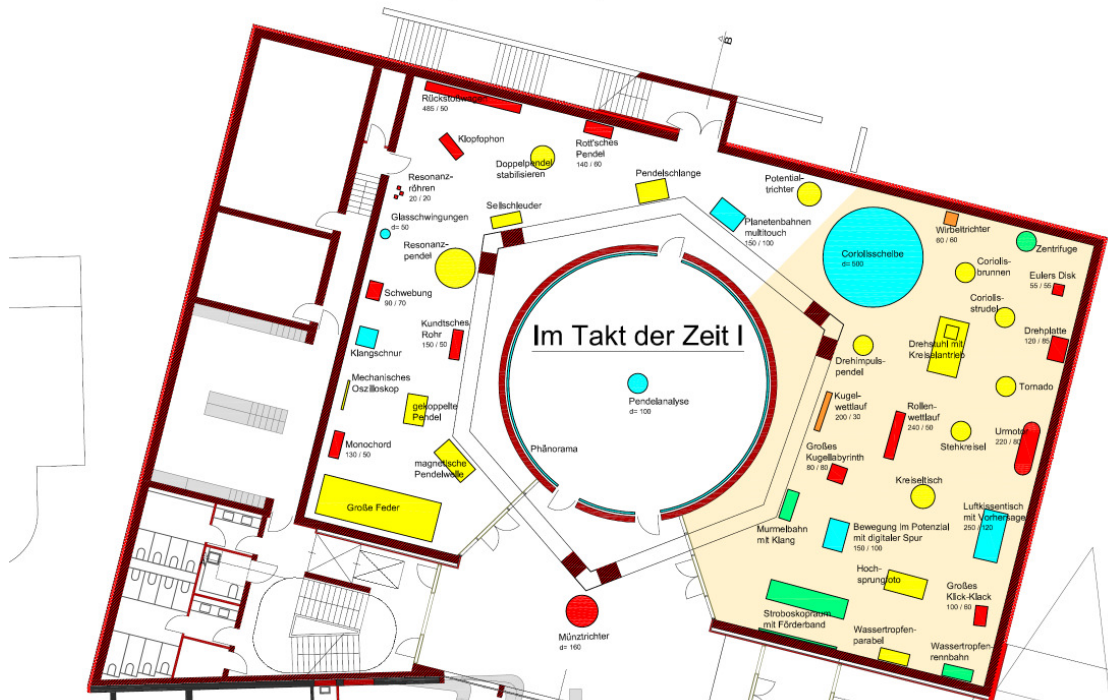 B
Rückstoßwagen
485 / 50
Klopfophon
Rott'sches
Pendel
140 / 60
Doppelpendel
stabilisieren
Resonanz-
röhren
20 / 20
Glasschwingungen
d= 50
Seilschleuder
Resonanz-
pendel
Pendelschlange
Potential-
trichter
Planetenbahnen
multitouch
150 / 100
Coriolisscheibe
d= 500
Wirbeltrichter
60 / 60
Zentrifuge
Coriolis-
brunnen
Eulers Disk
55 / 55
Coriolis
strudel
Drehplatte
120 / 85
Drehstuhl mit
Kreiselantrieb
Drehimpuls-
pendel
Tornado
Schwebung
90 / 70
Kundtsches
Rohr
150 / 50
Klangschnur
Mechanisches
Oszilloskop
gekoppelte
Pendel
Monochord
130 / 50
magnetische
Pendelwelle
Große Feder
Im Takt der Zeit I
Pendelanalyse
d= 100
Phänorama
Kugel-
wettlauf
200 / 30
Rollen-
wettlauf
240 / 50
Stehkreisel
Urmotor
220 / 80
Großes
Kugellabyrinth
80 / 80
Kreiseltisch
Murmelbahn
mit Klang
Bewegung im Potenzial
mit digitaler Spur
150 / 100
Luftkissentisch
mit Vorhersage
250 / 120
Hoch-
sprungfoto
Großes
Klick-Klack
100 / 60
Stroboskopraum
mit Förderband
Münztrichter
d= 160
Wassertropfen-
parabel
Wassertropfen-
rennbahn